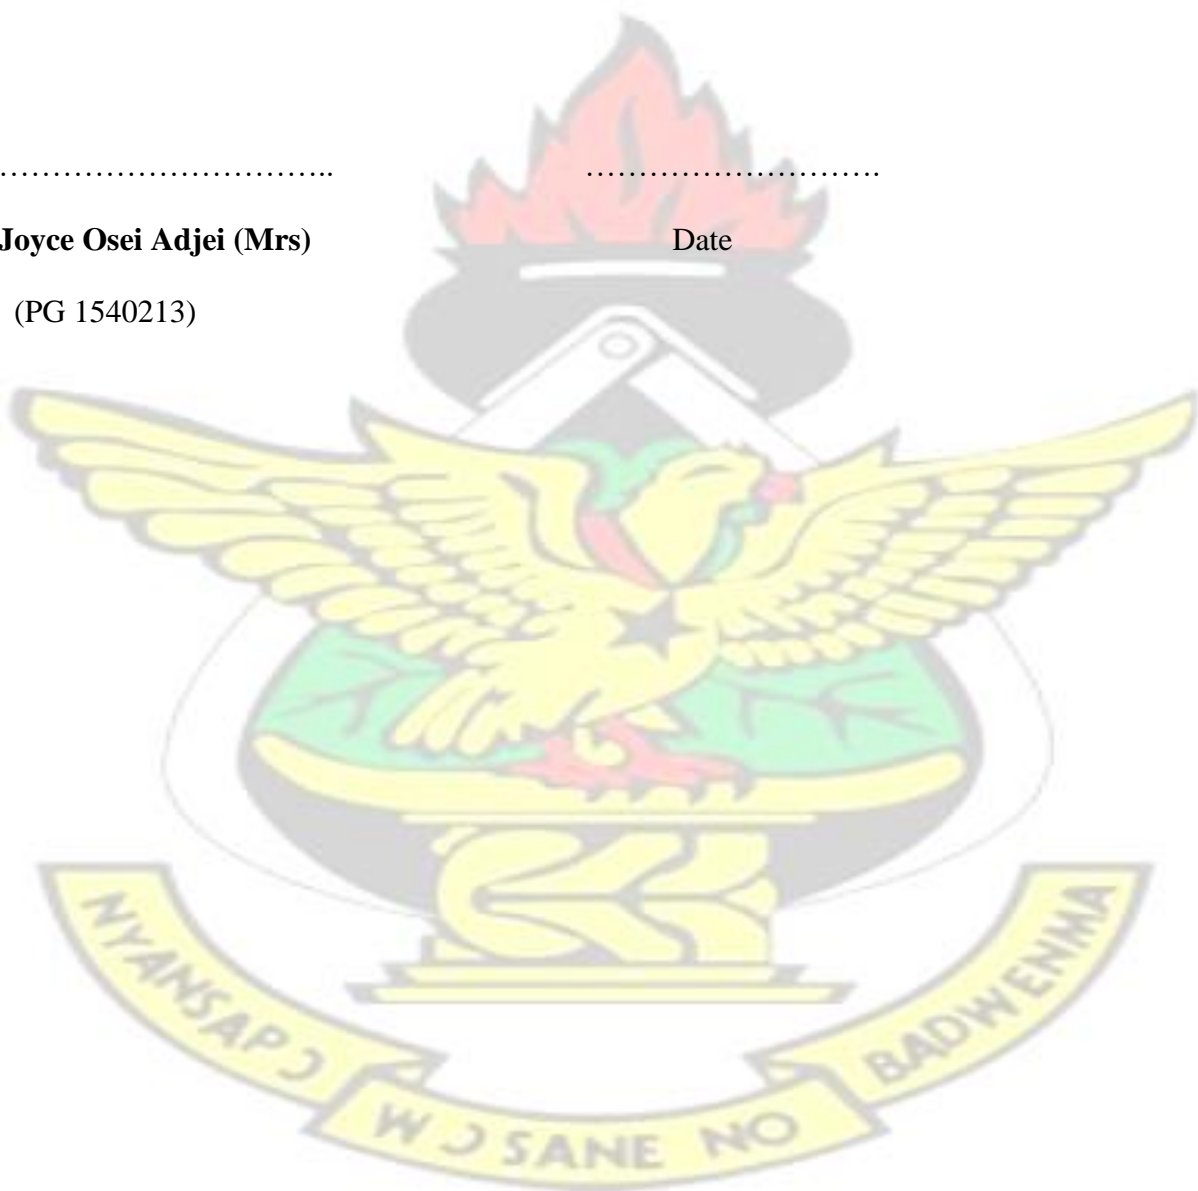 ………………………….. ……………………….
Joyce Osei Adjei (Mrs) Date
(PG 1540213)
NYANSAPƆ WƆSANE NO BADWENMA